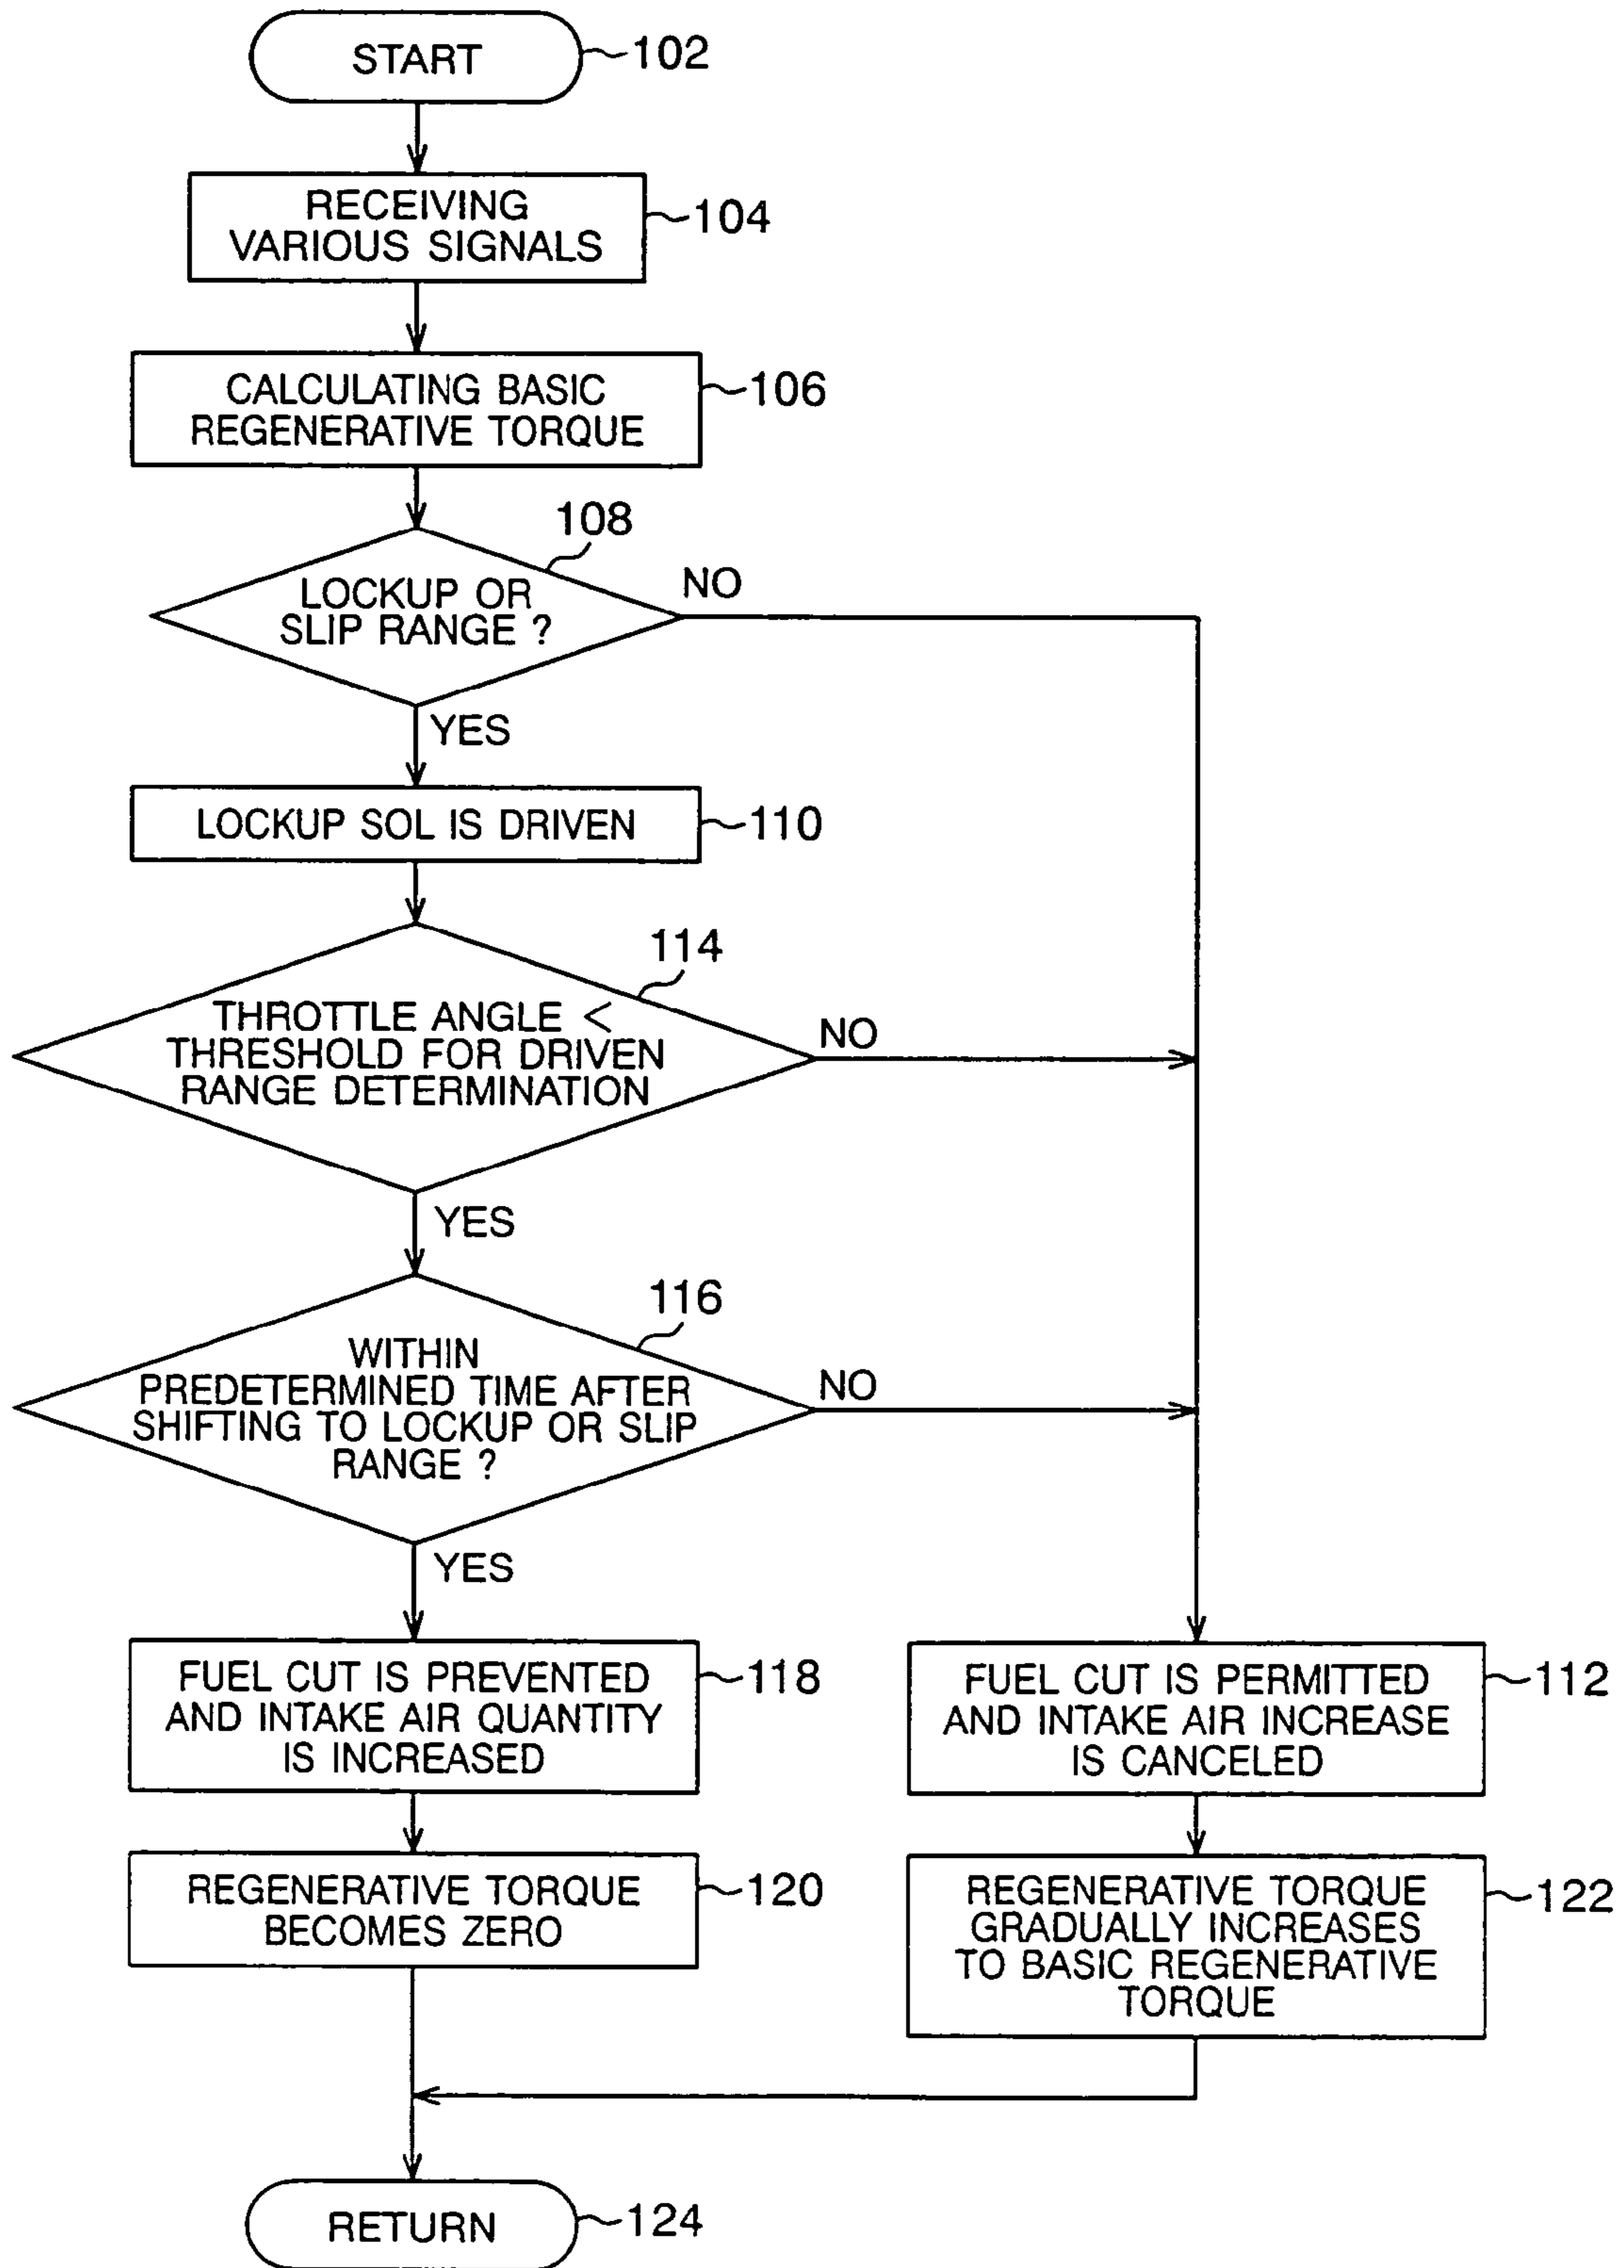 START
102
RECEIVING
VARIOUS SIGNALS
104
CALCULATING BASIC
REGENERATIVE TORQUE
106
108
LOCKUP OR
SLIP RANGE ?
NO
YES
LOCKUP SOL IS DRIVEN
110
114
THROTTLE ANGLE <
THRESHOLD FOR DRIVEN
RANGE DETERMINATION
NO
YES
116
WITHIN
PREDETERMINED TIME AFTER
SHIFTING TO LOCKUP OR SLIP
RANGE ?
NO
YES
FUEL CUT IS PREVENTED
AND INTAKE AIR QUANTITY
IS INCREASED
118
FUEL CUT IS PERMITTED
AND INTAKE AIR INCREASE
IS CANCELED
112
REGENERATIVE TORQUE
BECOMES ZERO
120
REGENERATIVE TORQUE
GRADUALLY INCREASES
TO BASIC REGENERATIVE
TORQUE
122
RETURN
124